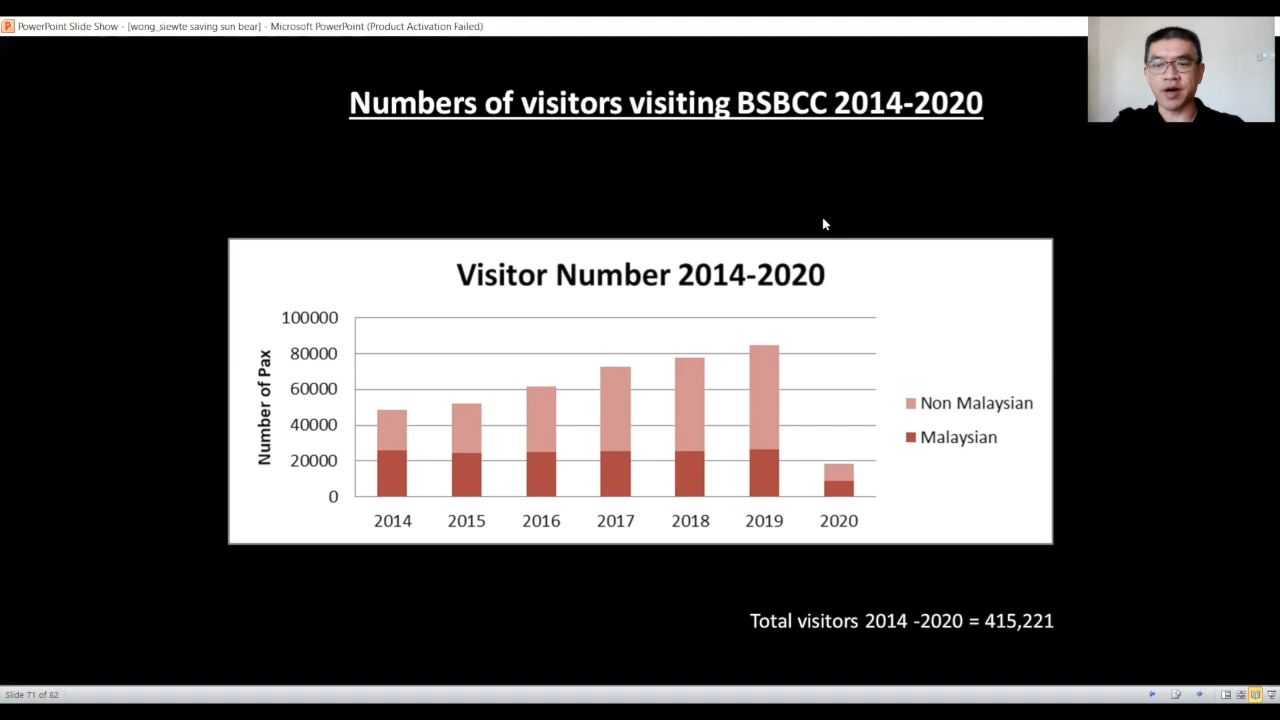 PowerPoint Slide Show - [wong_siewte saving sun bear] - Microsoft PowerPoint (Product Activation Failed)
Numbers of visitors visiting BSBCC 2014-2020
Visitor Number 2014-2020
Number of Pax
100000
80000
60000
40000
20000
0
2014 2015 2016 2017 2018 2019 2020
Non Malaysian
Malaysian
Total visitors 2014 -2020 = 415,221
Slide 71 of 82